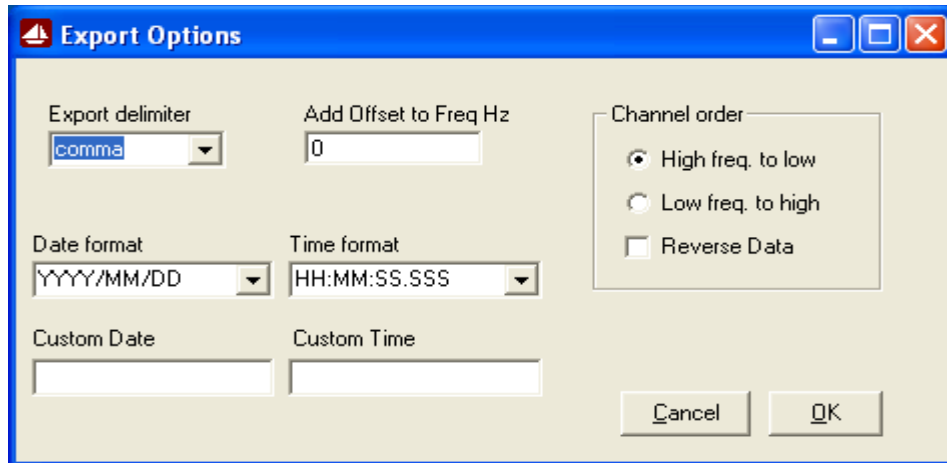 Export Options
Export delimiter
comma
Add Offset to Freq Hz
0
Channel order
High freq. to low
Low freq. to high
Reverse Data
Date format
YYYY/MM/DD
Time format
HH:MM:SS.SSS
Custom Date
Custom Time
Cancel
OK